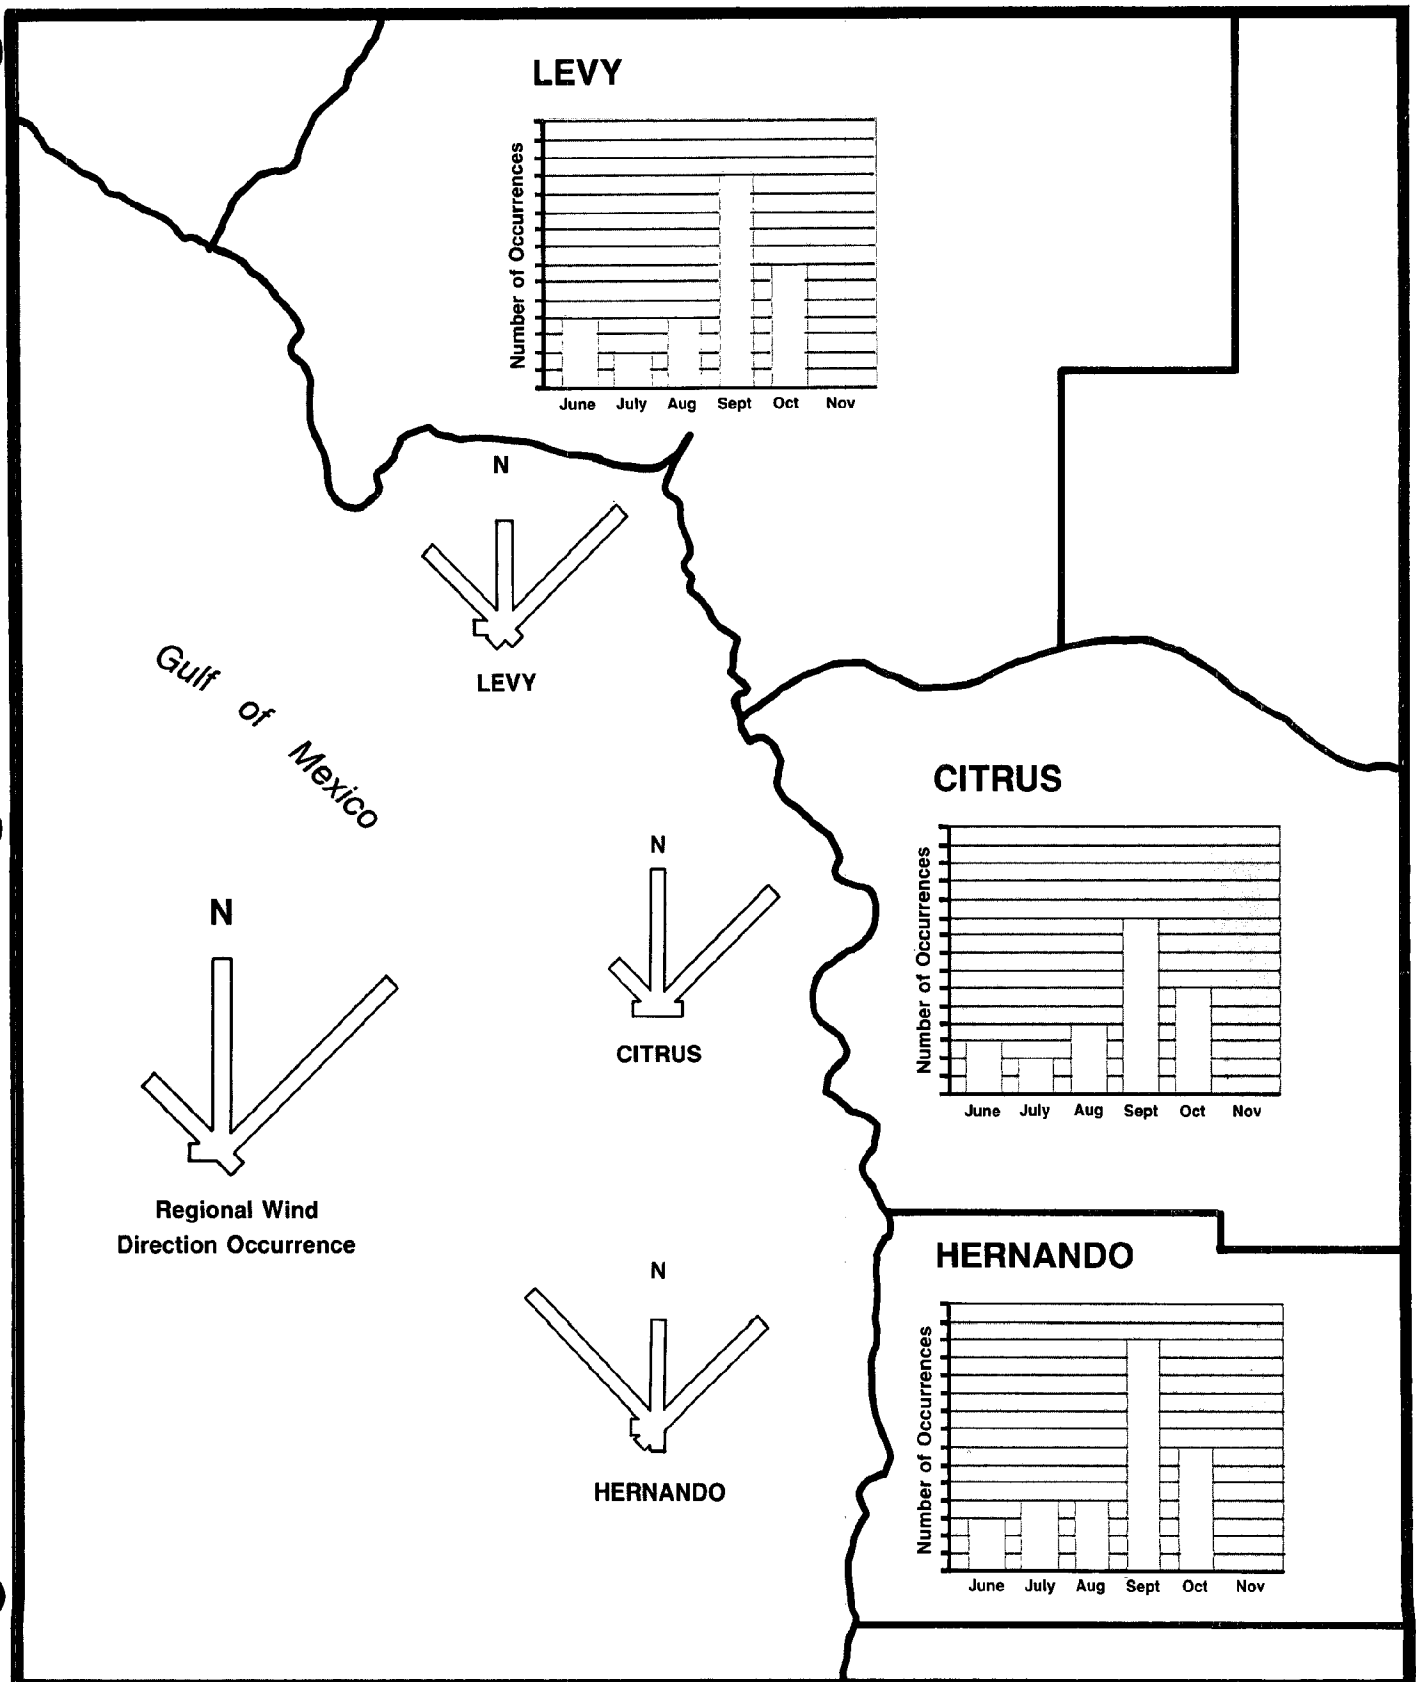 LEVY
Number of Occurrences
June July Aug Sept Oct Nov
N
LEVY
Gulf of Mexico
CITRUS
Number of Occurrences
June July Aug Sept Oct Nov
N
CITRUS
N
Regional Wind
Direction Occurrence
HERNANDO
Number of Occurrences
June July Aug Sept Oct Nov
N
HERNANDO